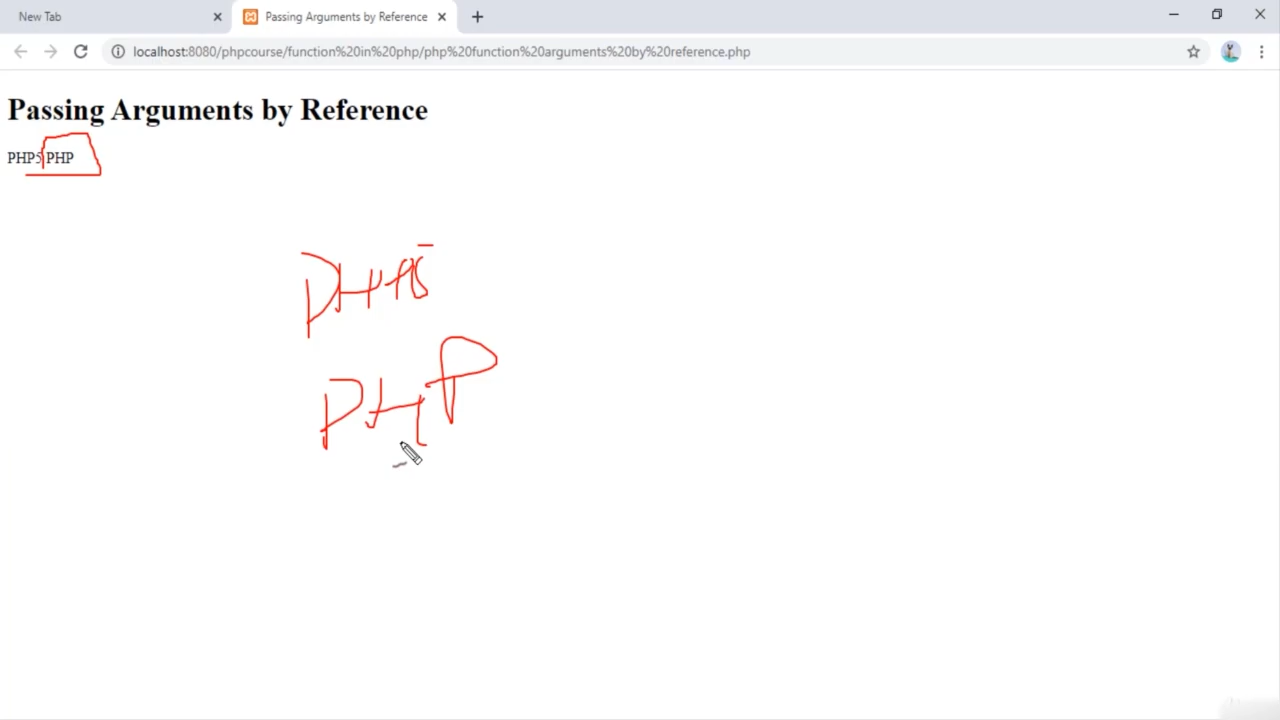 New Tab
Passing Arguments by Reference
localhost:8080/phpcourse/function%20in%20php/php%20function%20arguments%20by%20reference.php
Passing Arguments by Reference
PHP5 PHP
PHP5
PHP